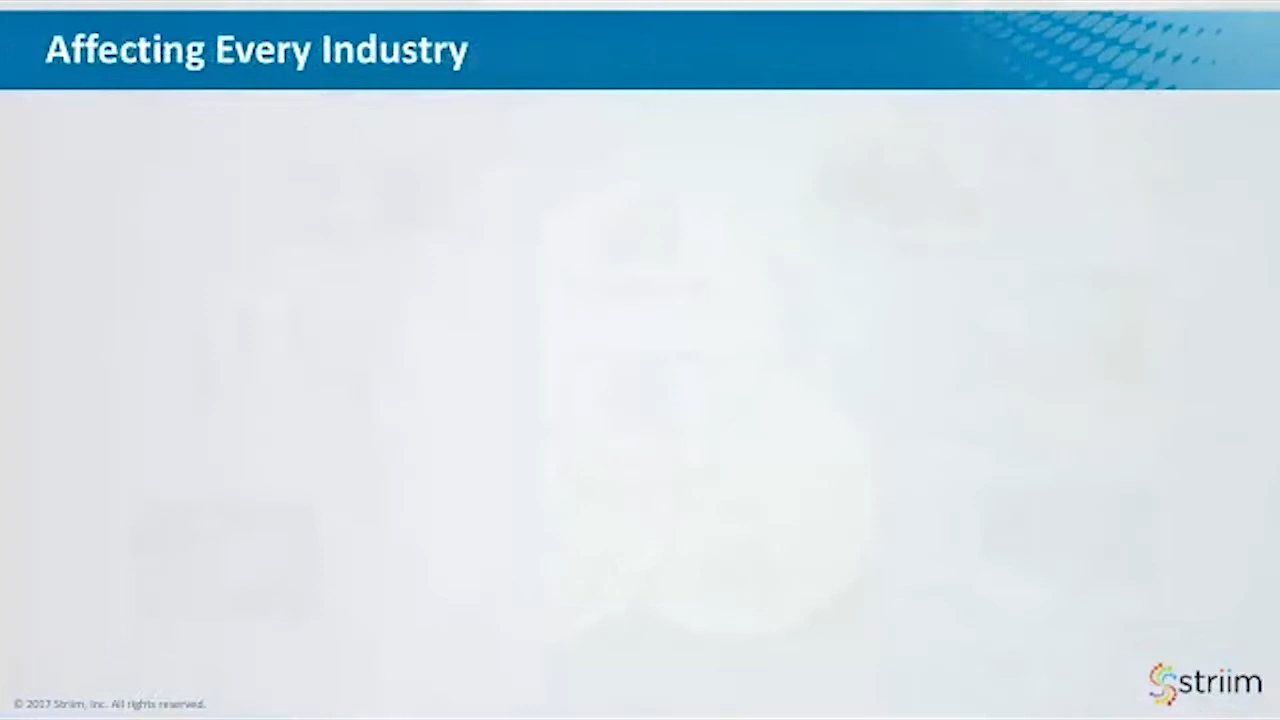 Affecting Every Industry
striim
© 2017 Striim, Inc. All rights reserved.